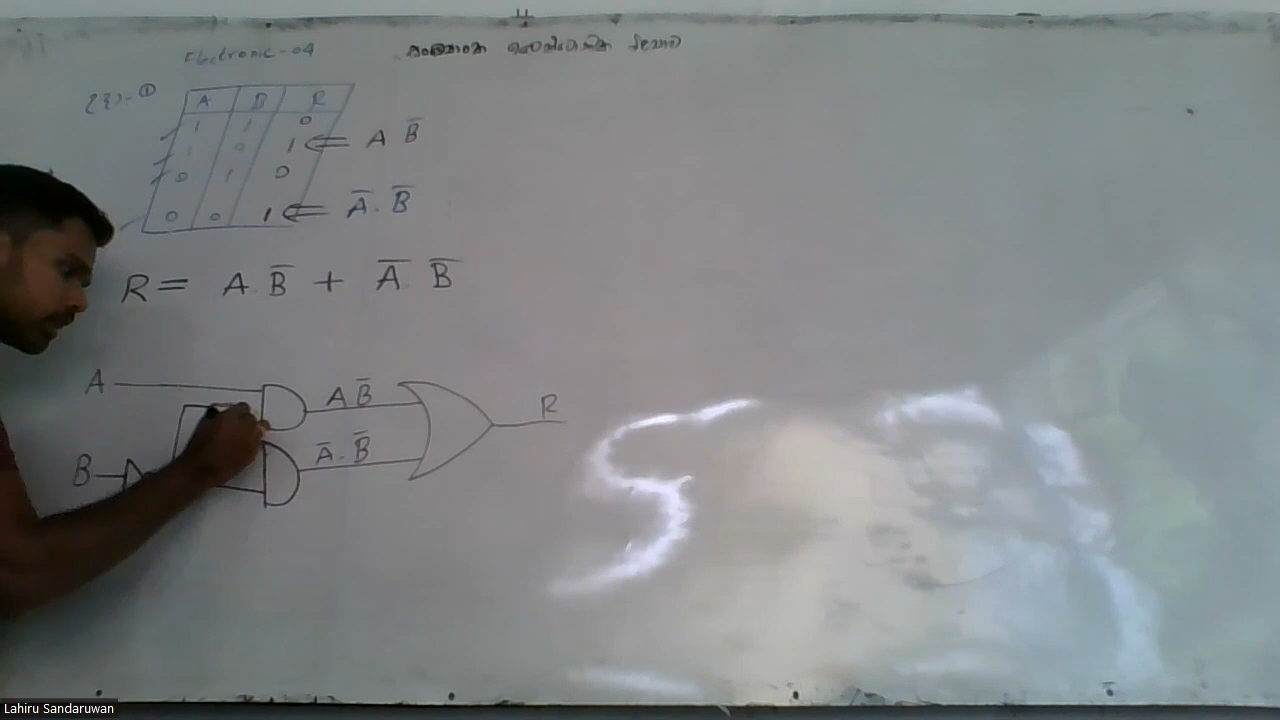 Electronic-04
A B R
1 1 0
1 0 1 ⇐ A B̅
0 1 0
0 0 1 ⇐ A̅. B̅
R = A B̅ + A̅ B̅
A
A B̅
R
A̅. B̅
B
Lahiru Sandaruwan